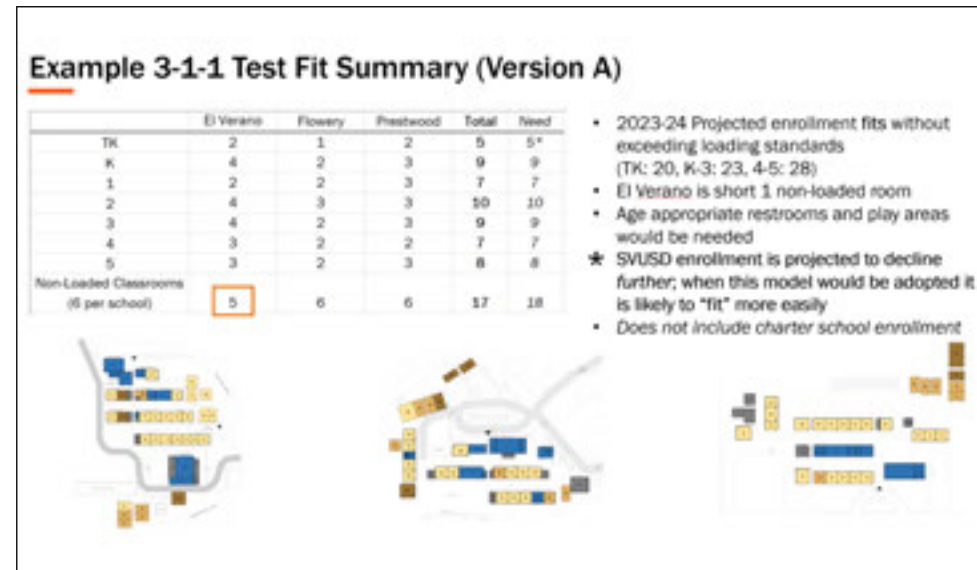 Example 3-1-1 Test Fit Summary (Version A)
El Verano Flowery Prestwood Total Need
TK 2 1 2 5 5*
K 4 2 3 9 9
1 2 2 3 7 7
2 4 3 3 10 10
3 4 2 3 9 9
4 3 2 2 7 7
5 3 2 3 8 8
Non-Loaded Classrooms
(6 per school) 5 6 6 17 18
• 2023-24 Projected enrollment fits without
exceeding loading standards
(TK: 20, K-3: 23, 4-5: 28)
• El Verano is short 1 non-loaded room
• Age appropriate restrooms and play areas
would be needed
* SVUSD enrollment is projected to decline
further; when this model would be adopted it
is likely to "fit" more easily
• Does not include charter school enrollment